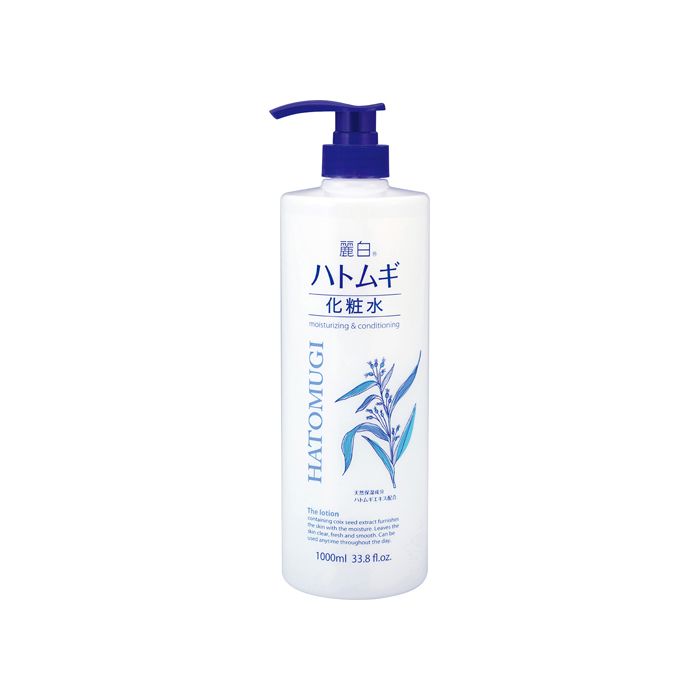 麗白®
ハトムギ
化粧水
moisturizing & conditioning
HATOMUGI
天然保湿成分
ハトムギエキス配合
The lotion
containing coix seed extract furnishes
the skin with the moisture. Leaves the
skin clear, fresh and smooth. Can be
used anytime throughout the day.
1000ml 33.8 fl.oz.